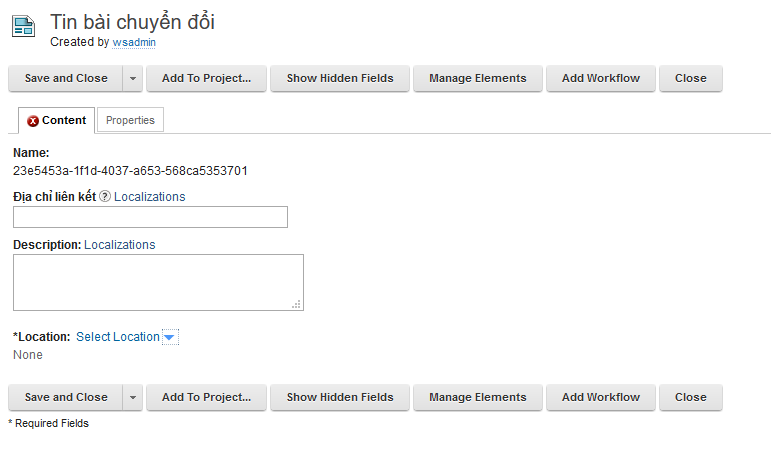 Tin bài chuyển đổi
Created by wsadmin
Save and Close Add To Project... Show Hidden Fields Manage Elements Add Workflow Close
x Content Properties
Name:
23e5453a-1f1d-4037-a653-568ca5353701
Địa chỉ liên kết ? Localizations
Description: Localizations
*Location: Select Location
None
Save and Close Add To Project... Show Hidden Fields Manage Elements Add Workflow Close
* Required Fields